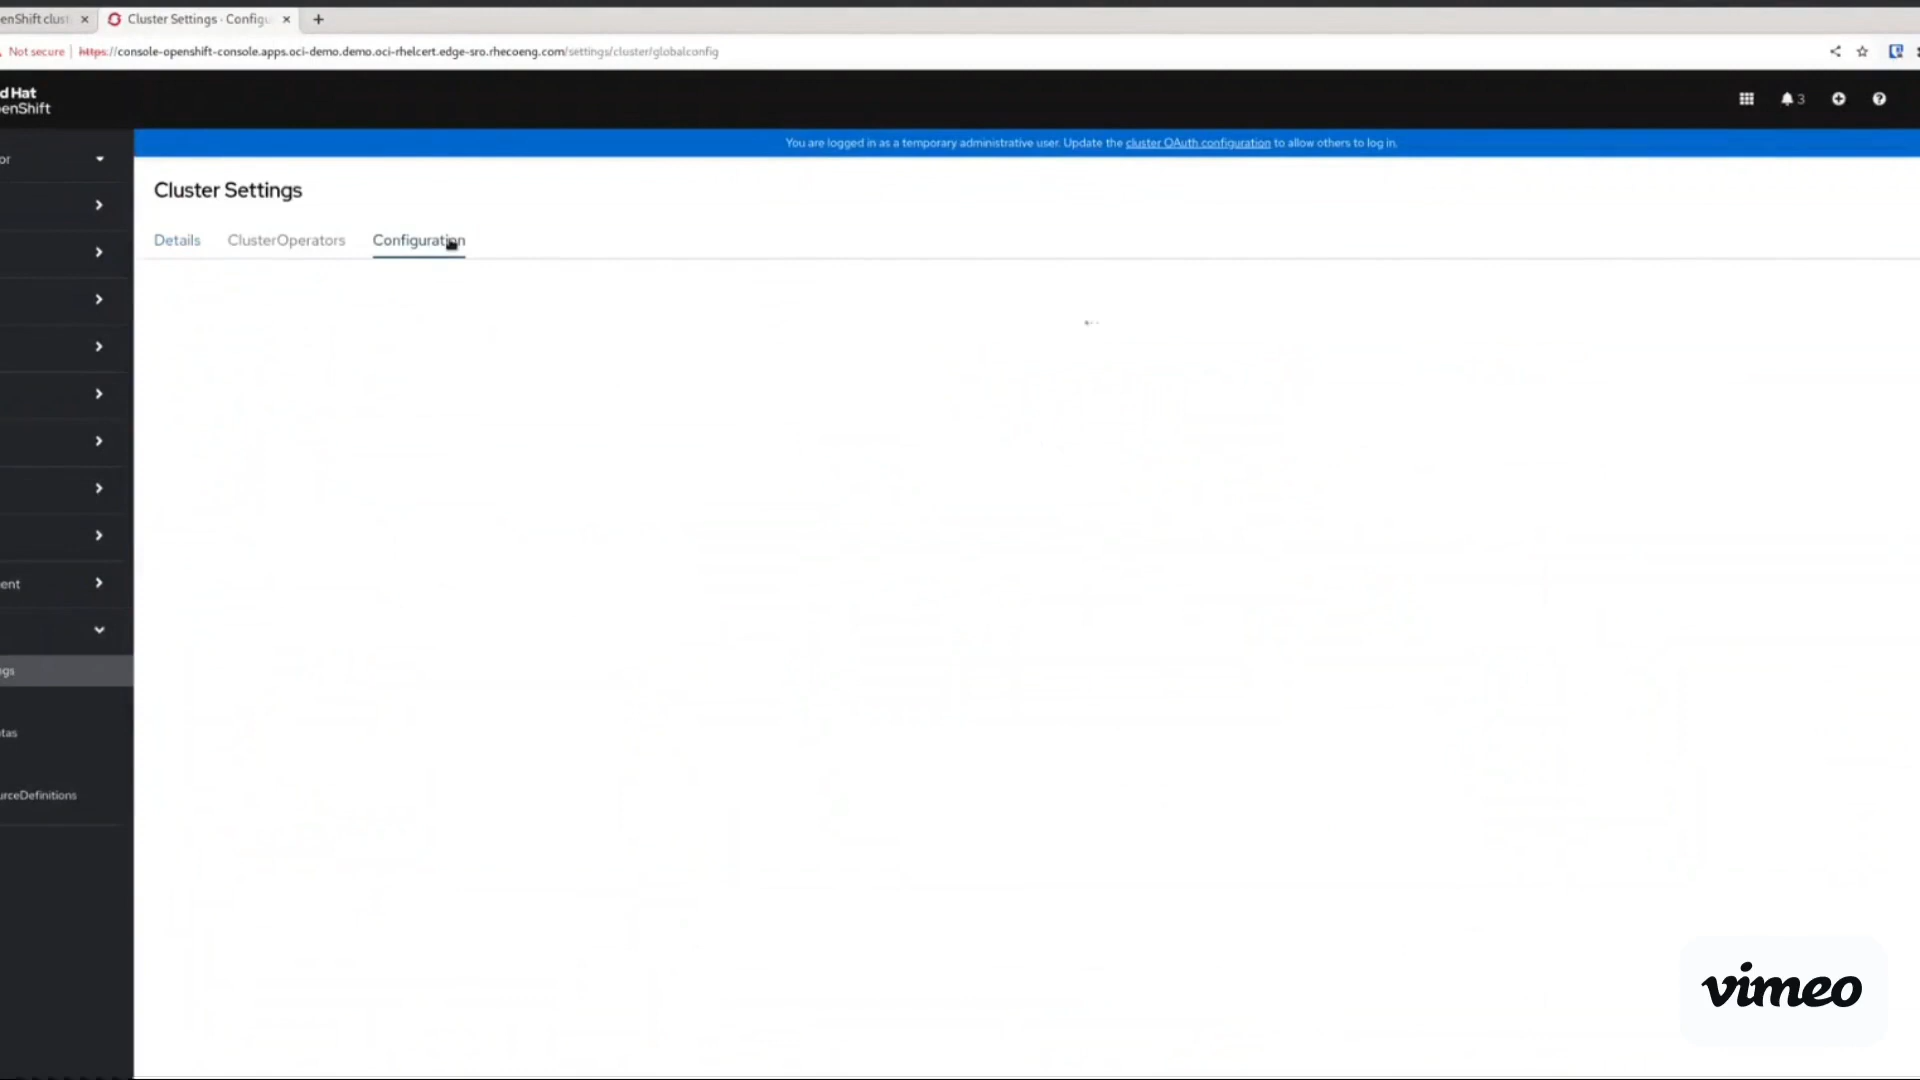 enShift clust
Cluster Settings · Configu
Not secure
https://console-openshift-console.apps.oci-demo.demo.oci-rhelcert.edge-sro.rhecoeng.com/settings/cluster/globalconfig
d Hat
enShift
3
or
You are logged in as a temporary administrative user. Update the cluster OAuth configuration to allow others to log in.
Cluster Settings
Details
ClusterOperators
Configuration
ent
gs
tas
urceDefinitions
vimeo